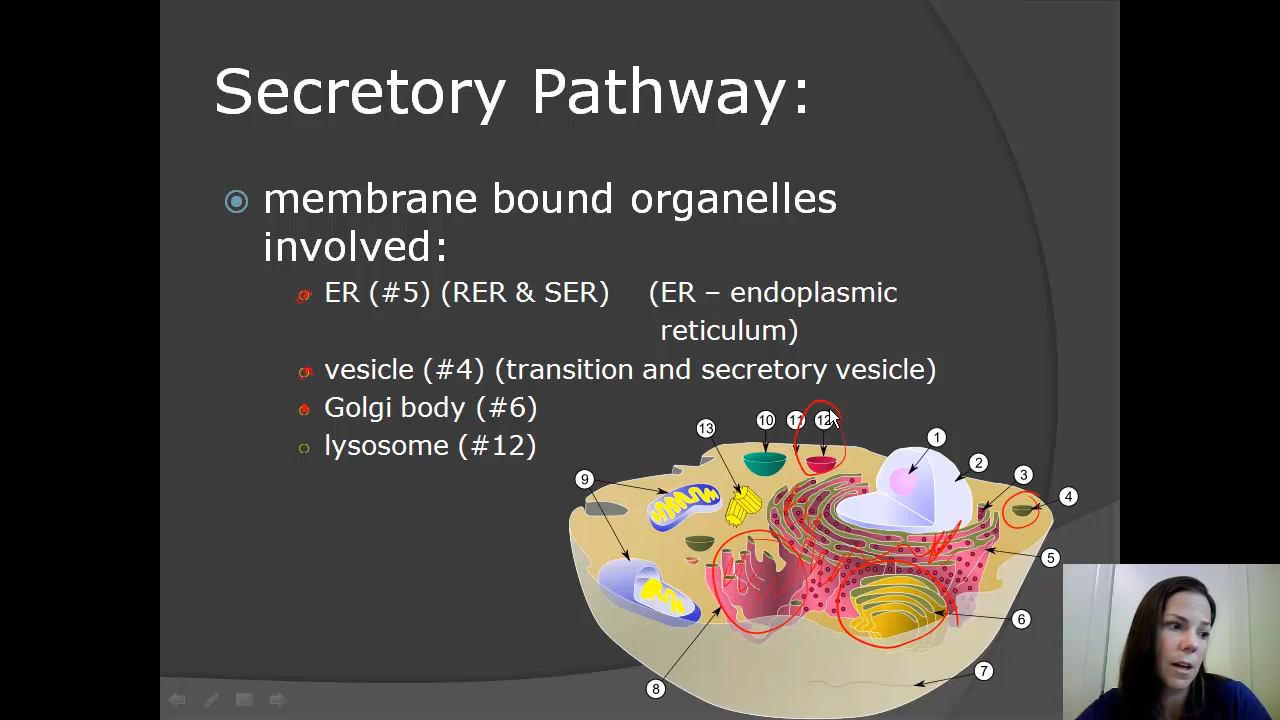 Secretory Pathway:
membrane bound organelles
involved:
ER (#5) (RER & SER) (ER – endoplasmic
reticulum)
vesicle (#4) (transition and secretory vesicle)
Golgi body (#6)
lysosome (#12)
10 11 12
13
1
2
3
9
4
5
6
7
8